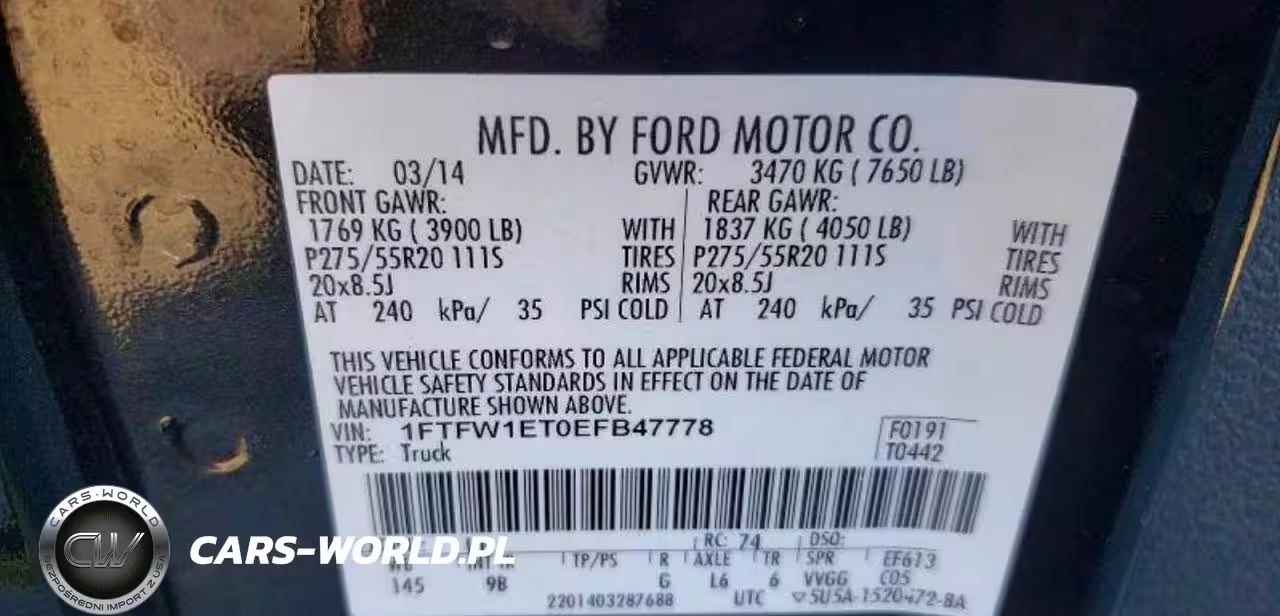 MFD. BY FORD MOTOR CO.
DATE: 03/14 GVWR: 3470 KG ( 7650 LB)
FRONT GAWR: REAR GAWR:
1769 KG ( 3900 LB) WITH 1837 KG ( 4050 LB) WITH
P275/55R20 111S TIRES P275/55R20 111S TIRES
20x8.5J RIMS 20x8.5J RIMS
AT 240 kPa/ 35 PSI COLD AT 240 kPa/ 35 PSI COLD
THIS VEHICLE CONFORMS TO ALL APPLICABLE FEDERAL MOTOR
VEHICLE SAFETY STANDARDS IN EFFECT ON THE DATE OF
MANUFACTURE SHOWN ABOVE.
VIN: 1FTFW1ET0EFB47778 F0191
TYPE: Truck T0442
RC: 74 DSO:
TP/PS R AXLE TR SPR EF613
145 9B G L6 6 VVGG C05
2201403287688 UTC 5U5A-1520472-BA
CARS-WORLD
CW
BEZPOŚREDNI IMPORT Z USA
CARS-WORLD.PL